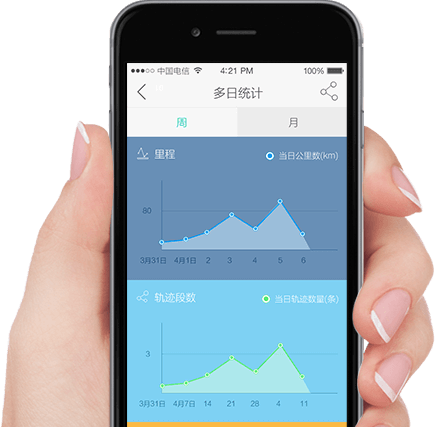 中国电信 4:21 PM 100%
多日统计
周 月
里程 当日公里数(km)
80
3月31日 4月1日 2 3 4 5 6
轨迹段数 当日轨迹数量(条)
3
3月31日 4月7日 14 21 28 4 11